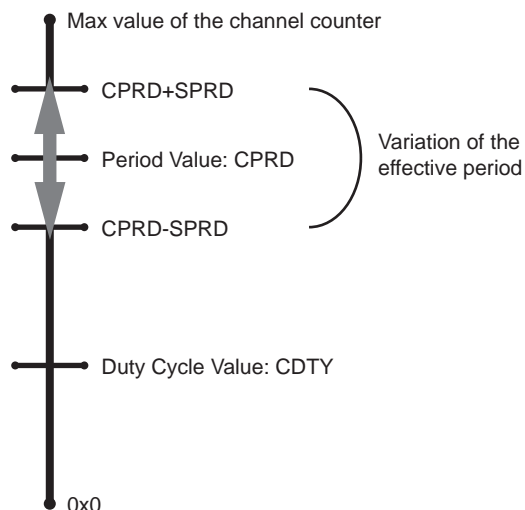 Max value of the channel counter
CPRD+SPRD
Period Value: CPRD
Variation of the
effective period
CPRD-SPRD
Duty Cycle Value: CDTY
0x0